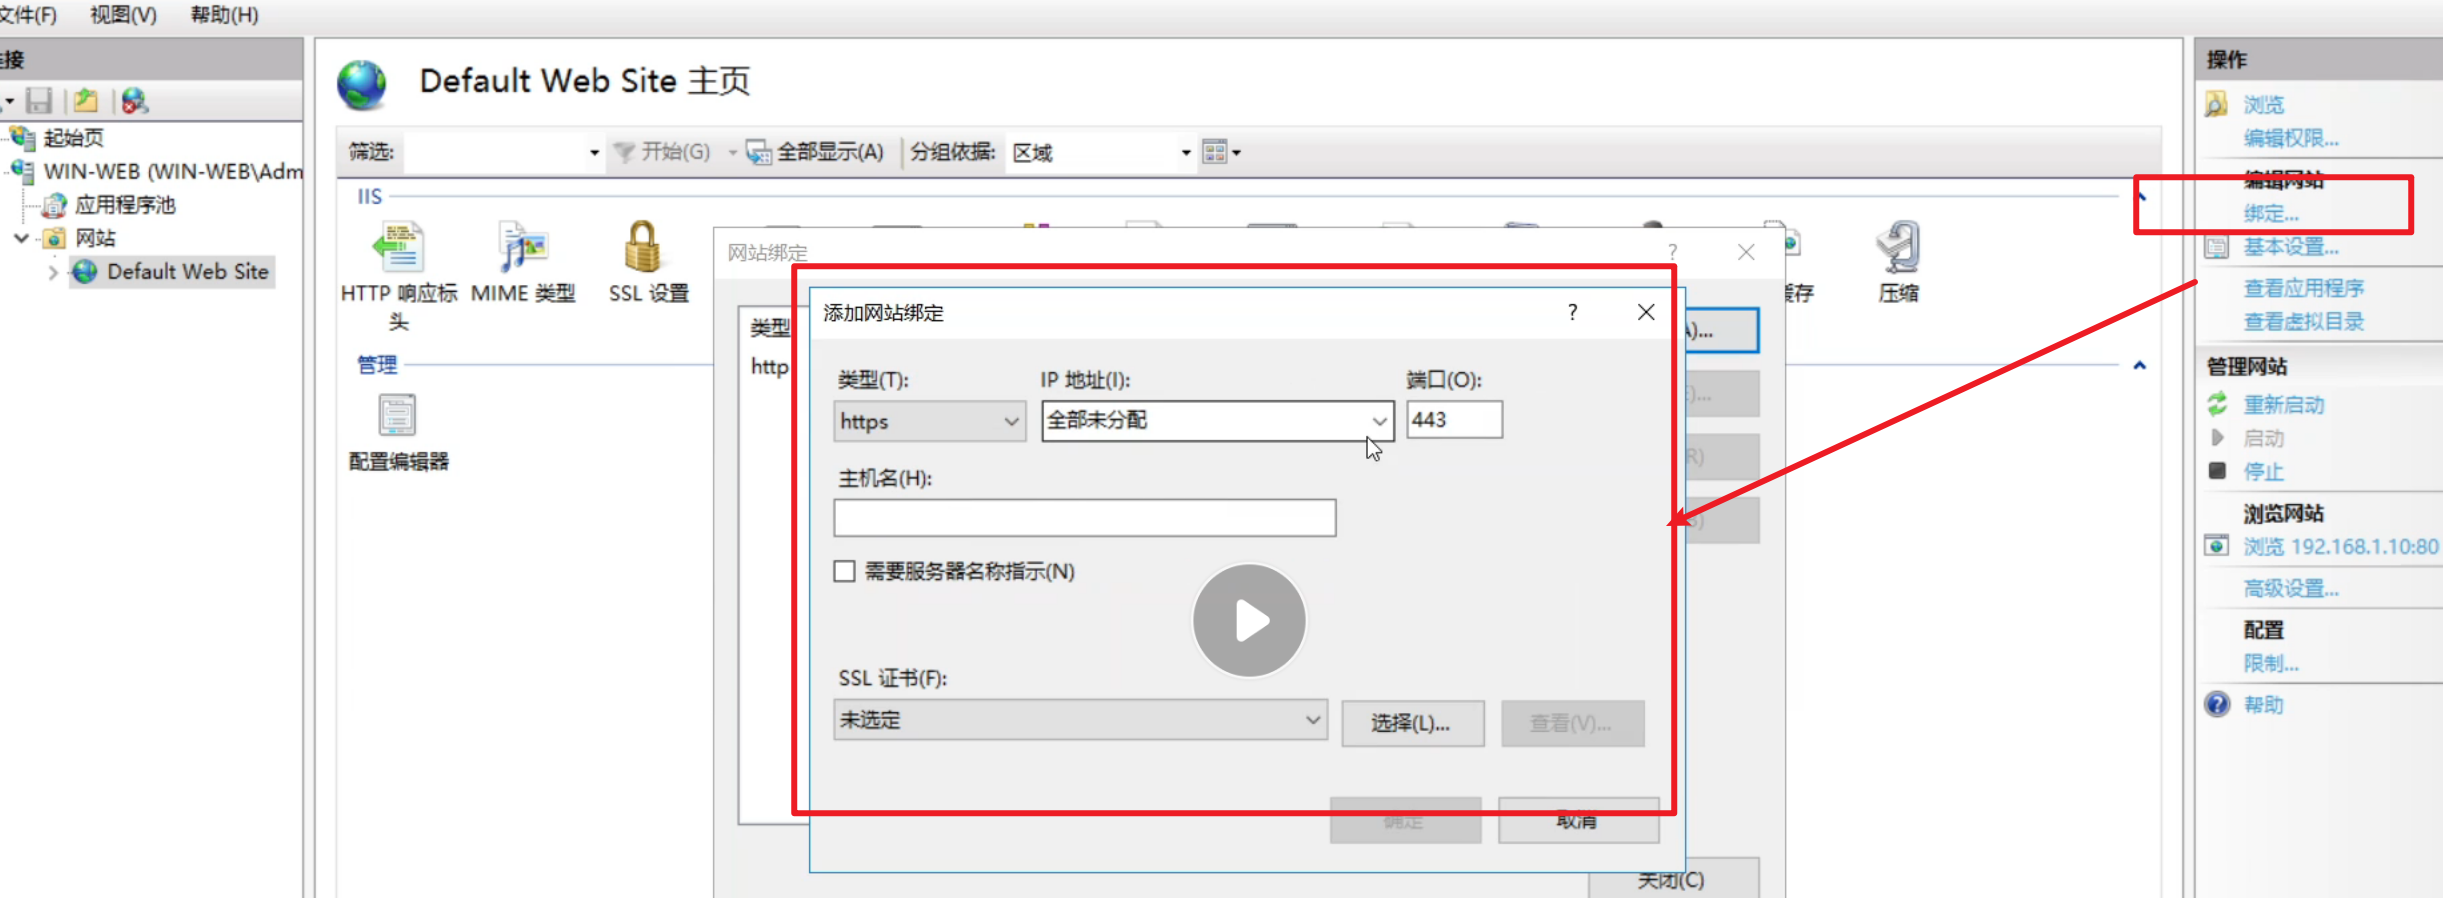 文件(F) 视图(V) 帮助(H)
连接
起始页
WIN-WEB (WIN-WEB\Adm
应用程序池
网站
Default Web Site
Default Web Site 主页
筛选: 开始(G) 全部显示(A) 分组依据: 区域
IIS
HTTP 响应标头
MIME 类型
SSL 设置
缓存
压缩
管理
配置编辑器
网站绑定 ?
类型
http
A)...
E)...
R)
B)
关闭(C)
添加网站绑定 ?
类型(T): IP 地址(I): 端口(O):
https 全部未分配 443
主机名(H):
需要服务器名称指示(N)
SSL 证书(F):
未选定 选择(L)... 查看(V)...
确定 取消
操作
浏览
编辑权限...
编辑网站
绑定...
基本设置...
查看应用程序
查看虚拟目录
管理网站
重新启动
启动
停止
浏览网站
浏览 192.168.1.10:80
高级设置...
配置
限制...
帮助